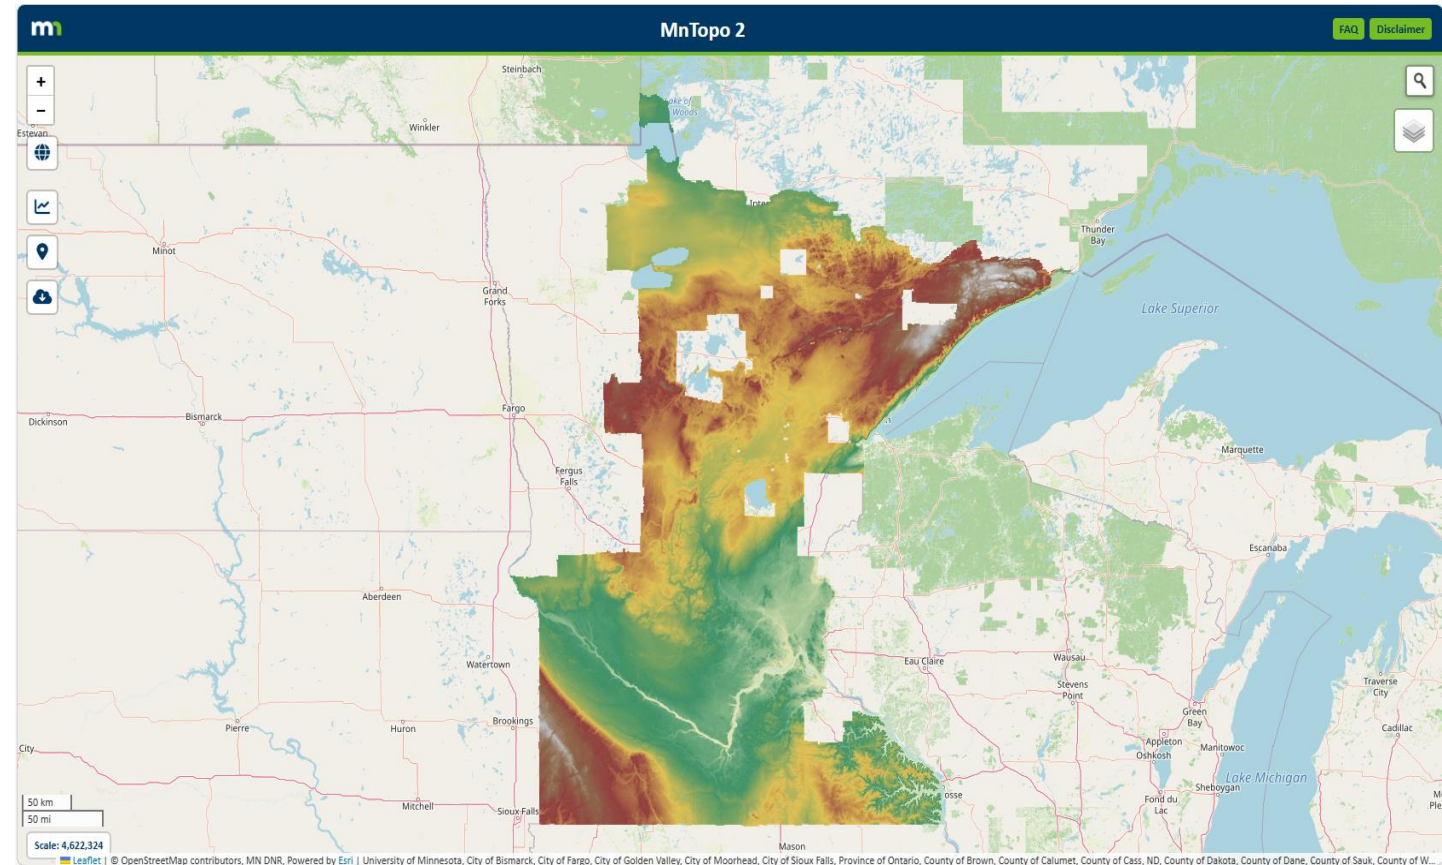 mn
MnTopo 2
FAQ
Disclaimer
+
−
Steinbach
Winkler
Estevan
Lake of
Woods
Inter
Thunder
Bay
Minot
Grand
Forks
Lake Superior
Dickinson
Bismarck
Fargo
Marquette
Fergus
Falls
Escanaba
Aberdeen
Watertown
Eau Claire
Wausau
Stevens
Point
Traverse
City
Green
Bay
Cadillac
Pierre
Huron
Brookings
City
Appleton
Oshkosh
Manitowoc
Lake Michigan
Sheboygan
Mitchell
Sioux Falls
osse
Fond du
Lac
Mason
50 km
50 mi
Scale: 4,622,324
Leaflet | © OpenStreetMap contributors, MN DNR, Powered by Esri | University of Minnesota, City of Bismarck, City of Fargo, City of Golden Valley, City of Moorhead, City of Sioux Falls, Province of Ontario, County of Brown, County of Calumet, County of Cass, ND, County of Dakota, County of Dane, County of Sauk, County of W...